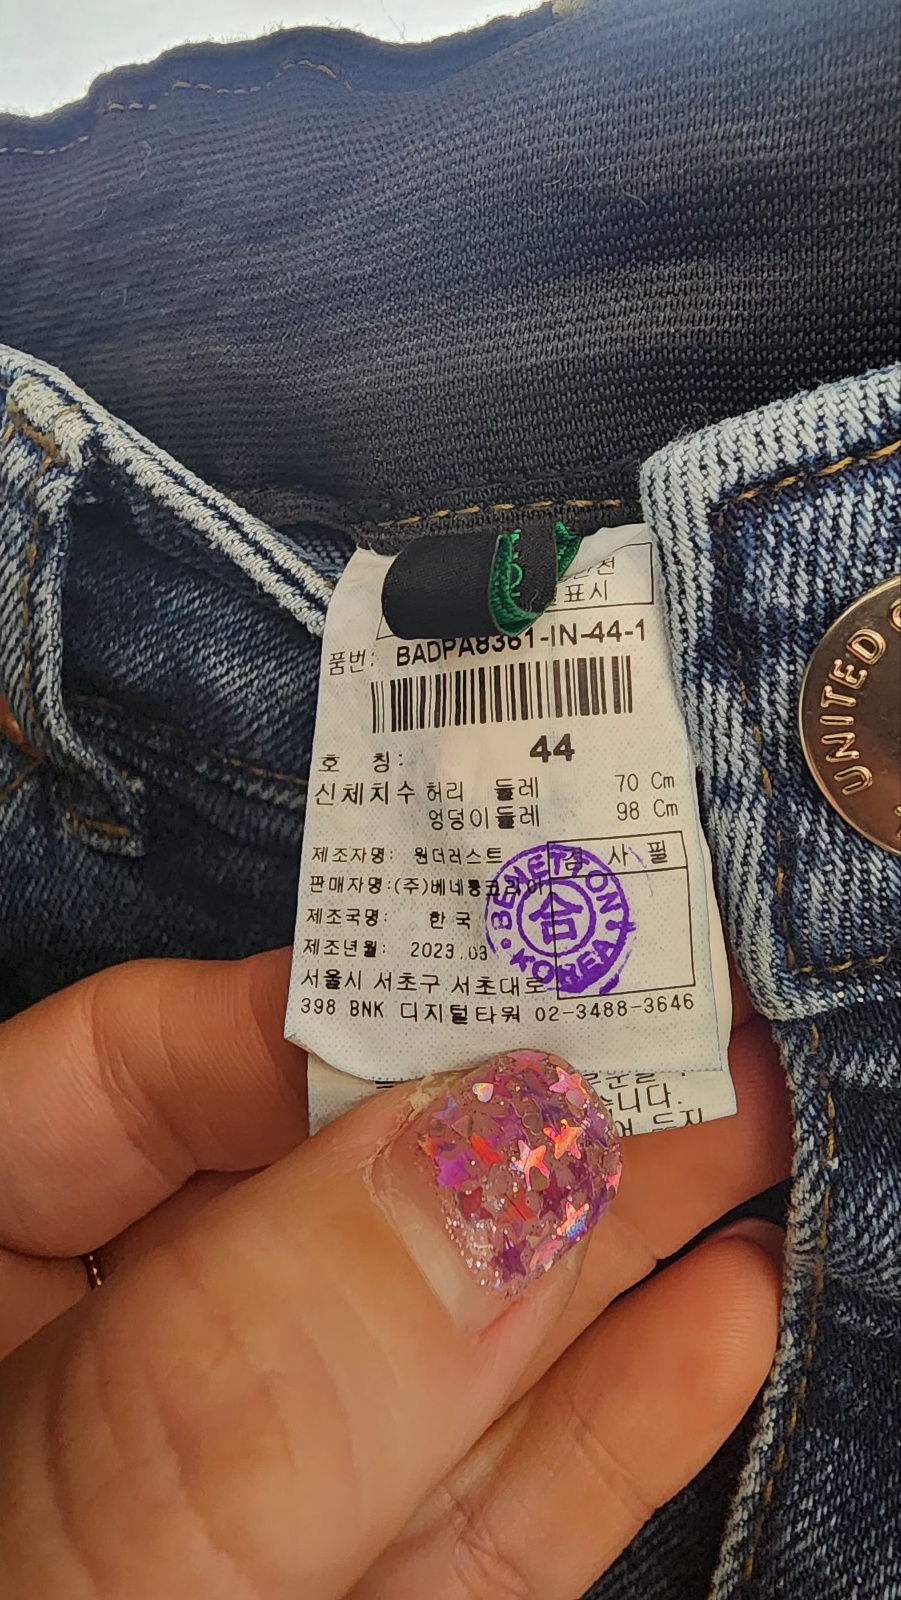 표시
품번: BADPA8361-IN-44-1
호 칭: 44
신체치수 허리 둘레 70 Cm
엉덩이 둘레 98 Cm
제조자명: 원더러스트
검 사 필
판매자명:(주)베네통코리아
제조국명: 한국
제조년월: 2023.03
서울시 서초구 서초대로
398 BNK 디지털타워 02-3488-3646
BENETTON KOREA
合
습니다.
UNITED